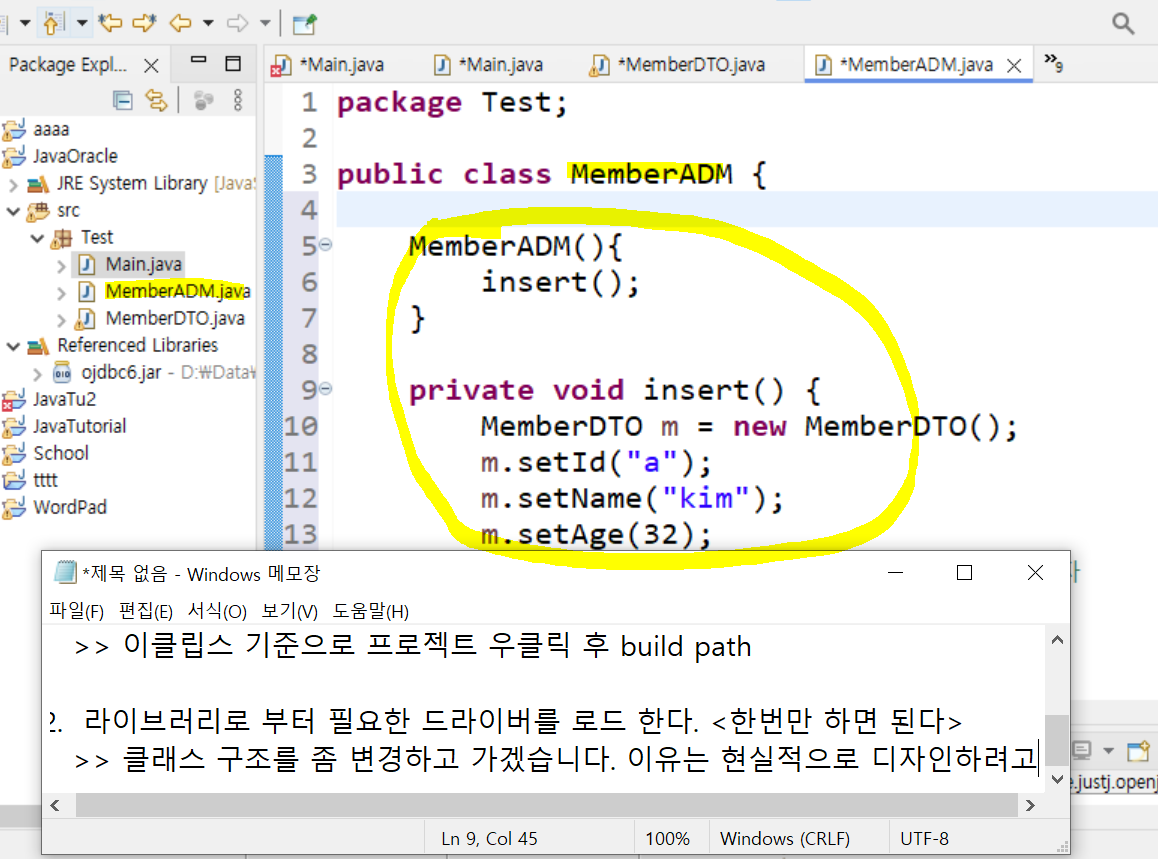 Package Expl...
*Main.java
*Main.java
*MemberDTO.java
*MemberADM.java
»9
aaaa
JavaOracle
JRE System Library [JavaS
src
Test
Main.java
MemberADM.java
MemberDTO.java
Referenced Libraries
ojdbc6.jar - D:₩Data₩
JavaTu2
JavaTutorial
School
tttt
WordPad
1 package Test;
2
3 public class MemberADM {
4
5 MemberADM(){
6 insert();
7 }
8
9 private void insert() {
10 MemberDTO m = new MemberDTO();
11 m.setId("a");
12 m.setName("kim");
13 m.setAge(32);
*제목 없음 - Windows 메모장
파일(F) 편집(E) 서식(O) 보기(V) 도움말(H)
>> 이클립스 기준으로 프로젝트 우클릭 후 build path
2. 라이브러리로 부터 필요한 드라이버를 로드 한다. <한번만 하면 된다>
>> 클래스 구조를 좀 변경하고 가겠습니다. 이유는 현실적으로 디자인하려고
e.justj.openj
Ln 9, Col 45
100%
Windows (CRLF)
UTF-8